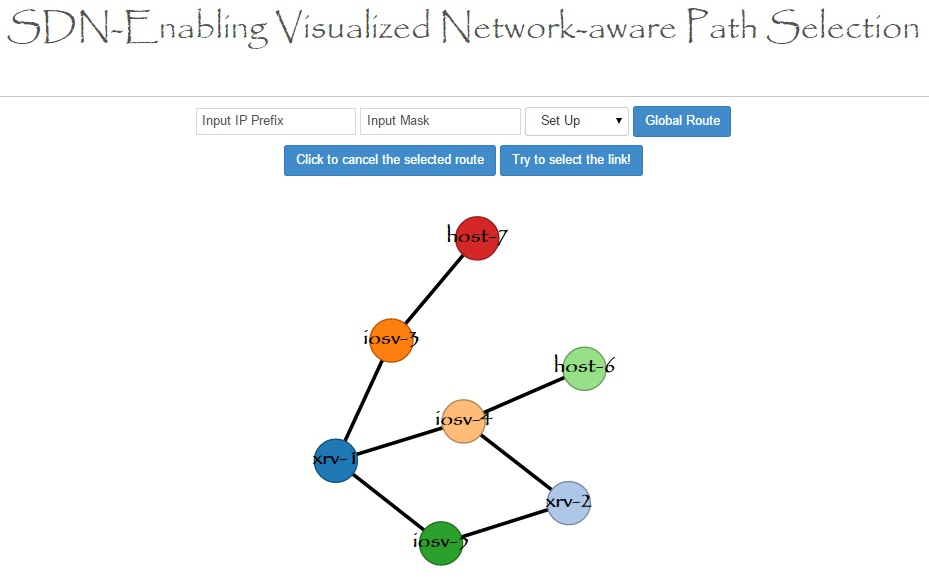 SDN-Enabling Visualized Network-aware Path Selection
Input IP Prefix Input Mask Set Up Global Route
Click to cancel the selected route Try to select the link!
host-7
iosv-3
host-6
iosv-4
xrv-1
xrv-2
iosv-5